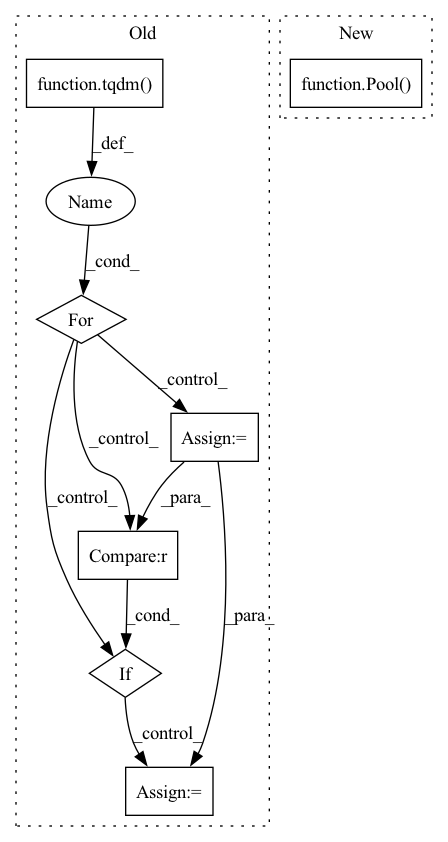 Old
New
function.tqdm()
function.Pool()
_def_
Name
_cond_
For
_control_
Assign:=
_control_
_control_
_para_
Compare:r
_cond_
_para_
If
_control_
Assign:=